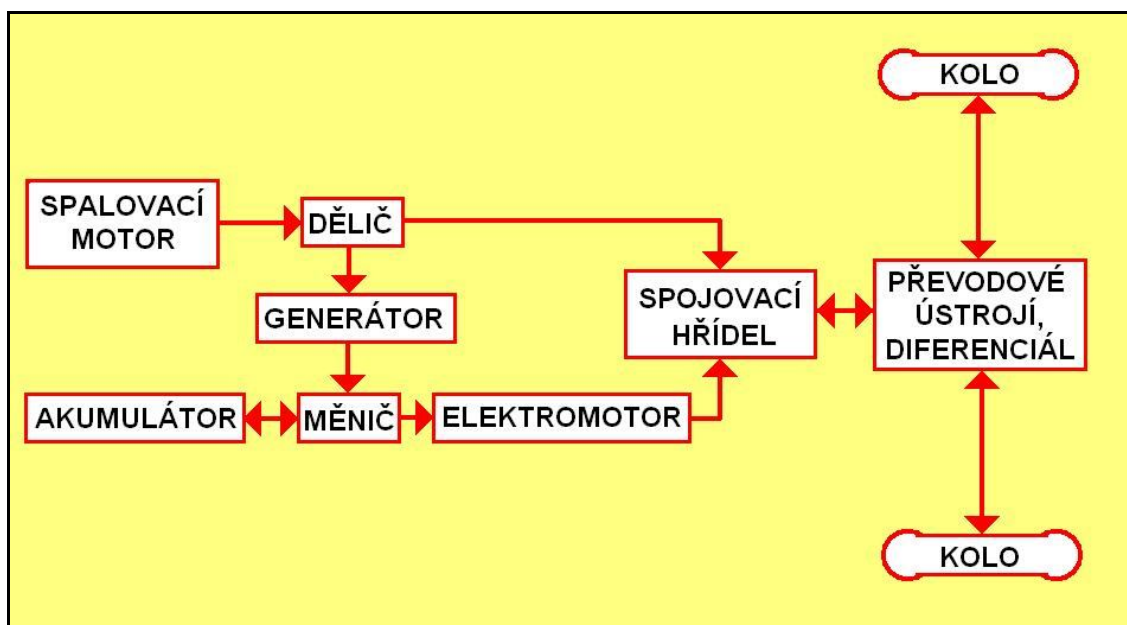 KOLO
SPALOVACÍ
MOTOR
DĚLIČ
GENERÁTOR
SPOJOVACÍ
HŘÍDEL
PŘEVODOVÉ
ÚSTROJÍ,
DIFERENCIÁL
AKUMULÁTOR
MĚNIČ
ELEKTROMOTOR
KOLO